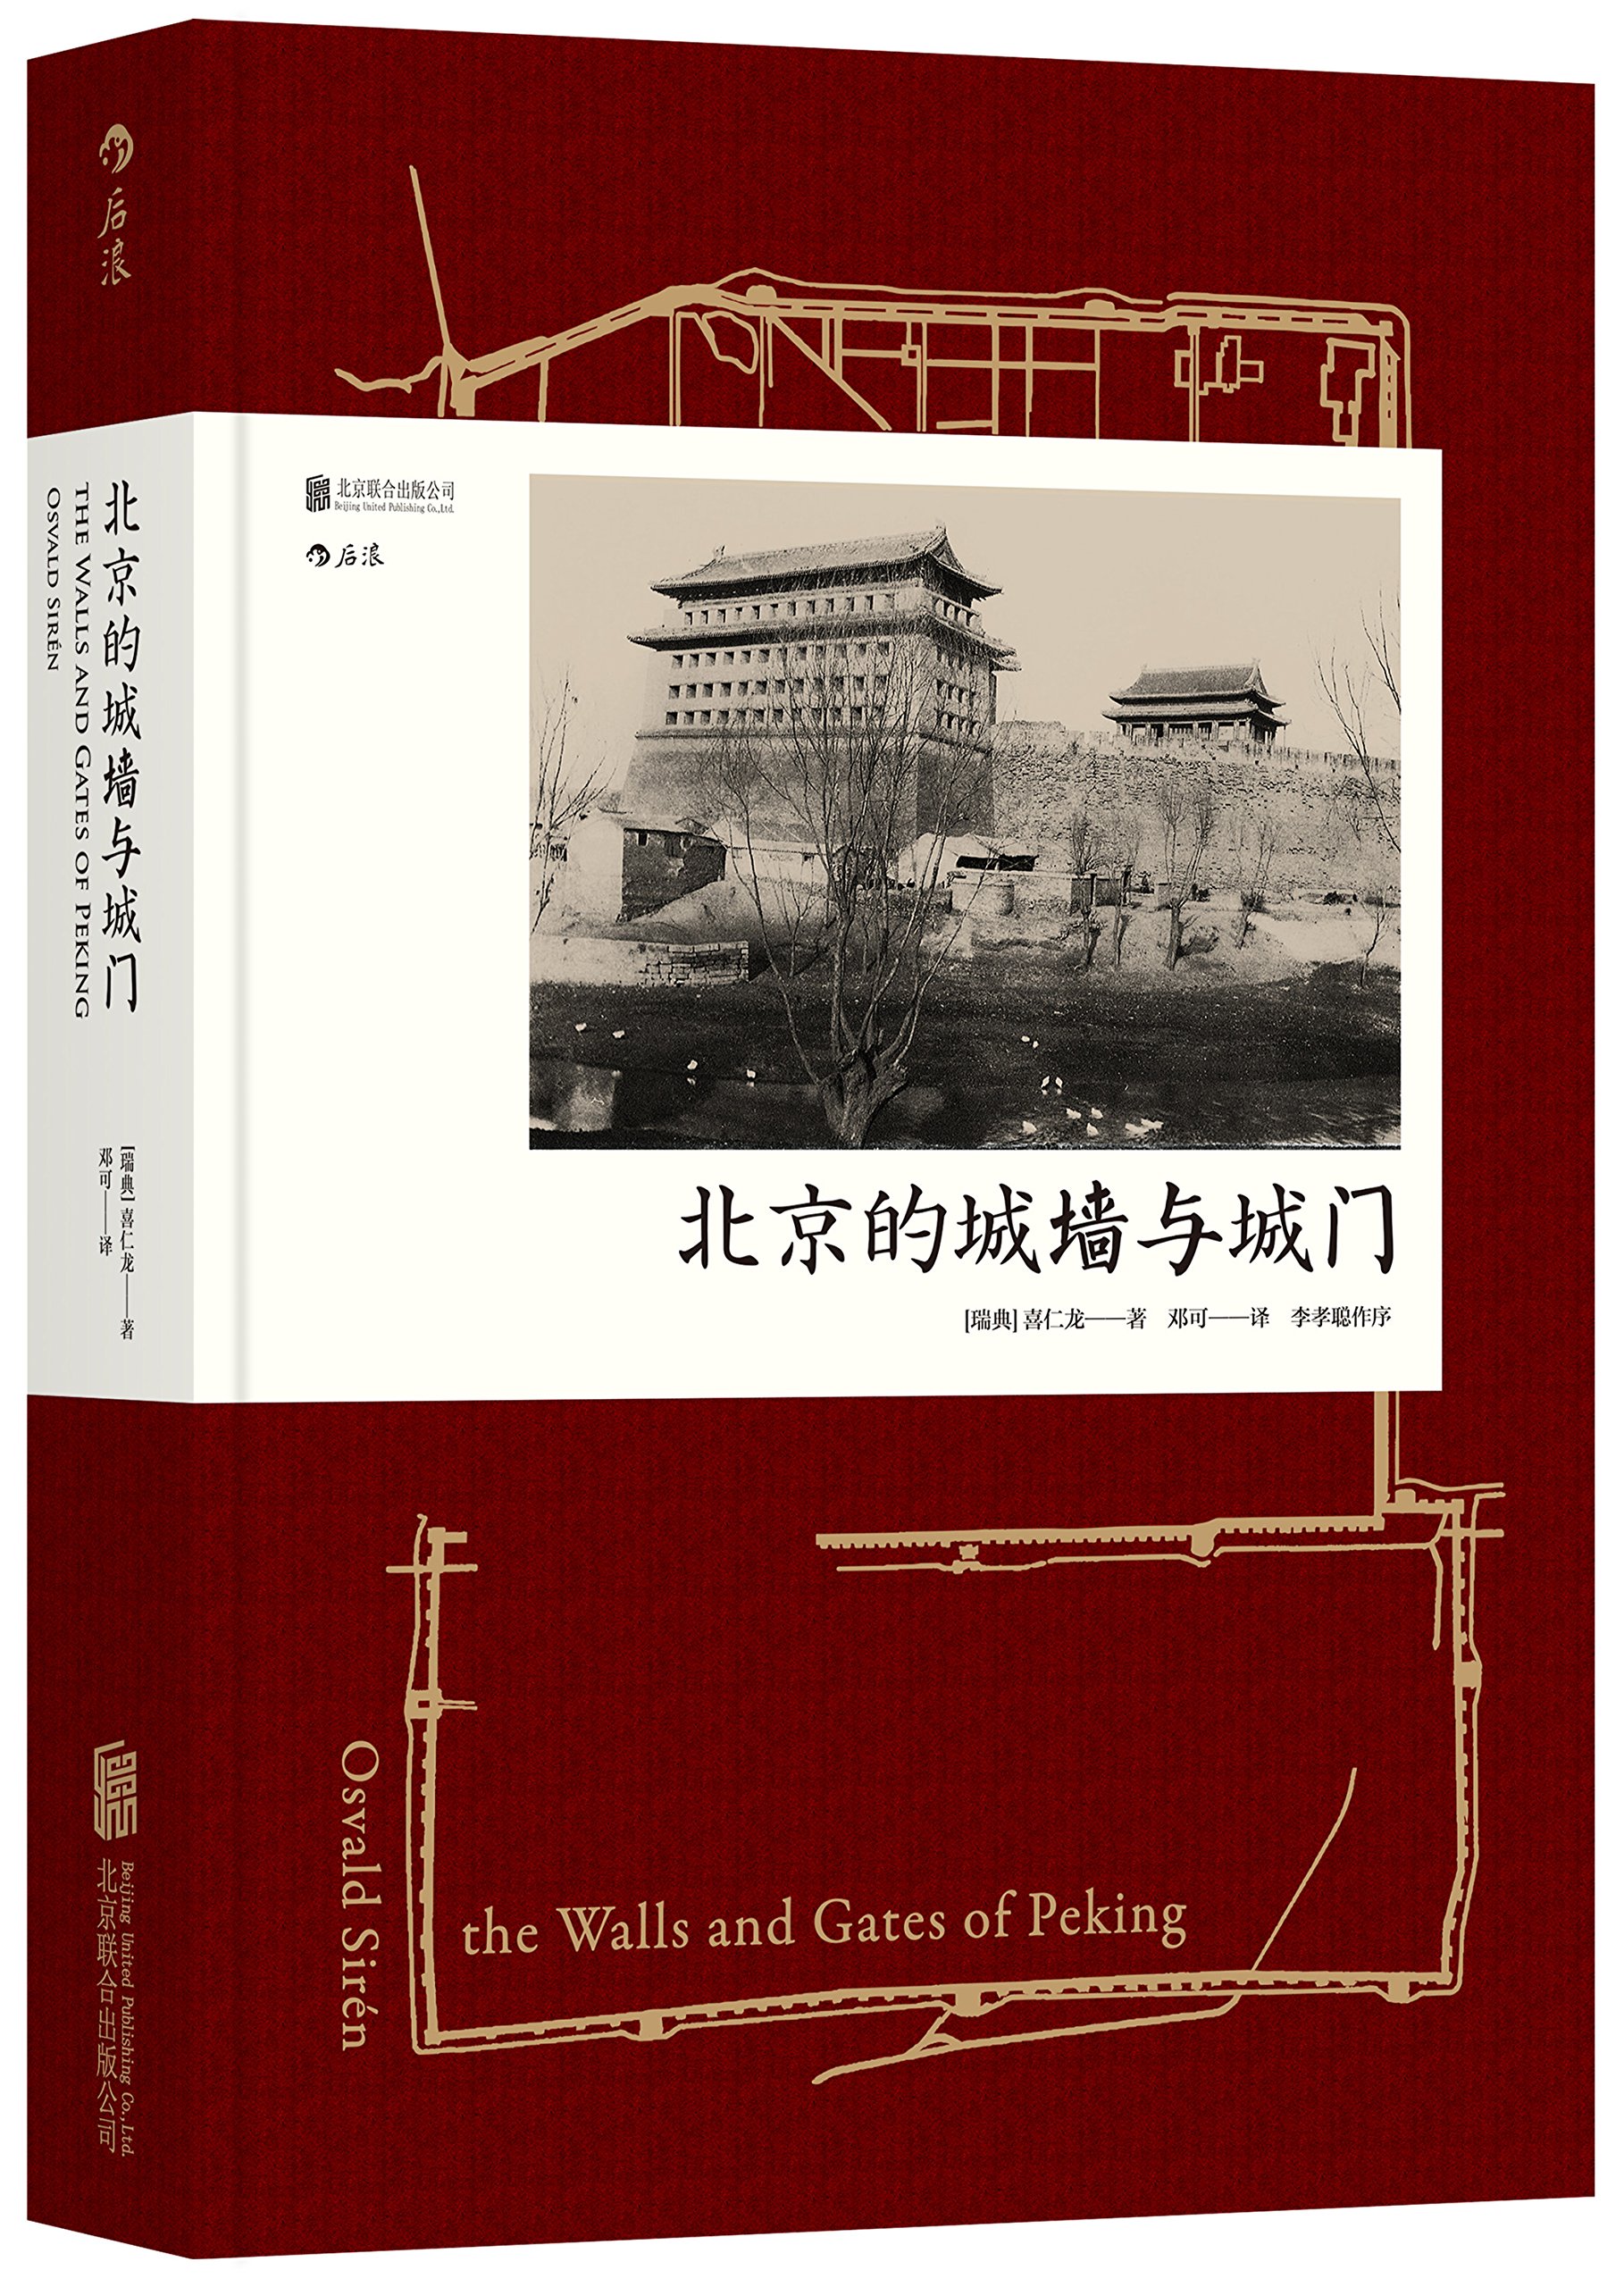 后浪
北京的城墙与城门
THE WALLS AND GATES OF PEKING
OSVALD SIRÉN
[瑞典]喜仁龙——著
邓可——译
北京联合出版公司
Beijing United Publishing Co.,Ltd.
北京联合出版公司
Beijing United Publishing Co.,Ltd.
后浪
北京的城墙与城门
[瑞典]喜仁龙——著 邓可——译 李孝聪作序
Osvald Sirén
the Walls and Gates of Peking